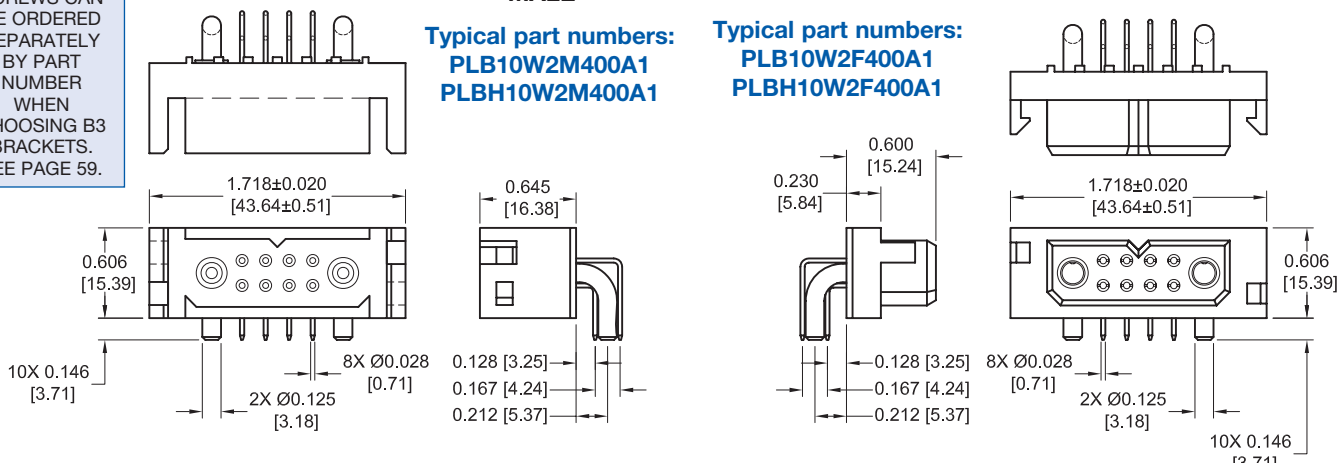 BY PART
NUMBER
WHEN
BRACKETS.
Typical part numbers:
PLB10W2M400A1
PLBH10W2M400A1
Typical part numbers:
PLB10W2F400A1
PLBH10W2F400A1
1.718±0.020
[43.64±0.51]
0.606
[15.39]
10X 0.146
[3.71]
2X Ø0.125
[3.18]
8X Ø0.028
[0.71]
0.645
[16.38]
0.128 [3.25]
0.167 [4.24]
0.212 [5.37]
0.600
[15.24]
0.230
[5.84]
0.128 [3.25]
0.167 [4.24]
0.212 [5.37]
1.718±0.020
[43.64±0.51]
0.606
[15.39]
8X Ø0.028
[0.71]
2X Ø0.125
[3.18]
10X 0.146
[3.71]